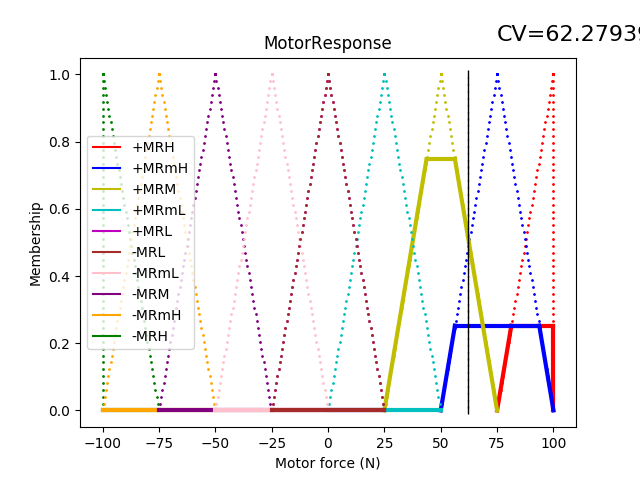 CV=62.27939
MotorResponse
1.0
0.8
0.6
0.4
0.2
0.0
Membership
+MRH
+MRmH
+MRM
+MRmL
+MRL
-MRL
-MRmL
-MRM
-MRmH
-MRH
−100 −75 −50 −25 0 25 50 75 100
Motor force (N)